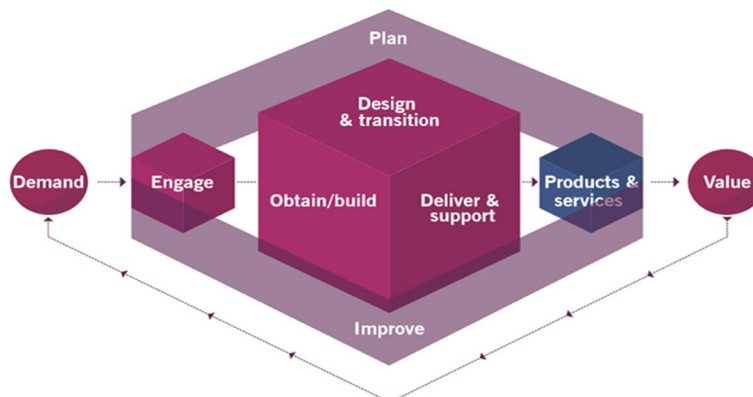 Plan
Design
& transition
Demand
Engage
Obtain/build
Deliver &
support
Products &
services
Value
Improve